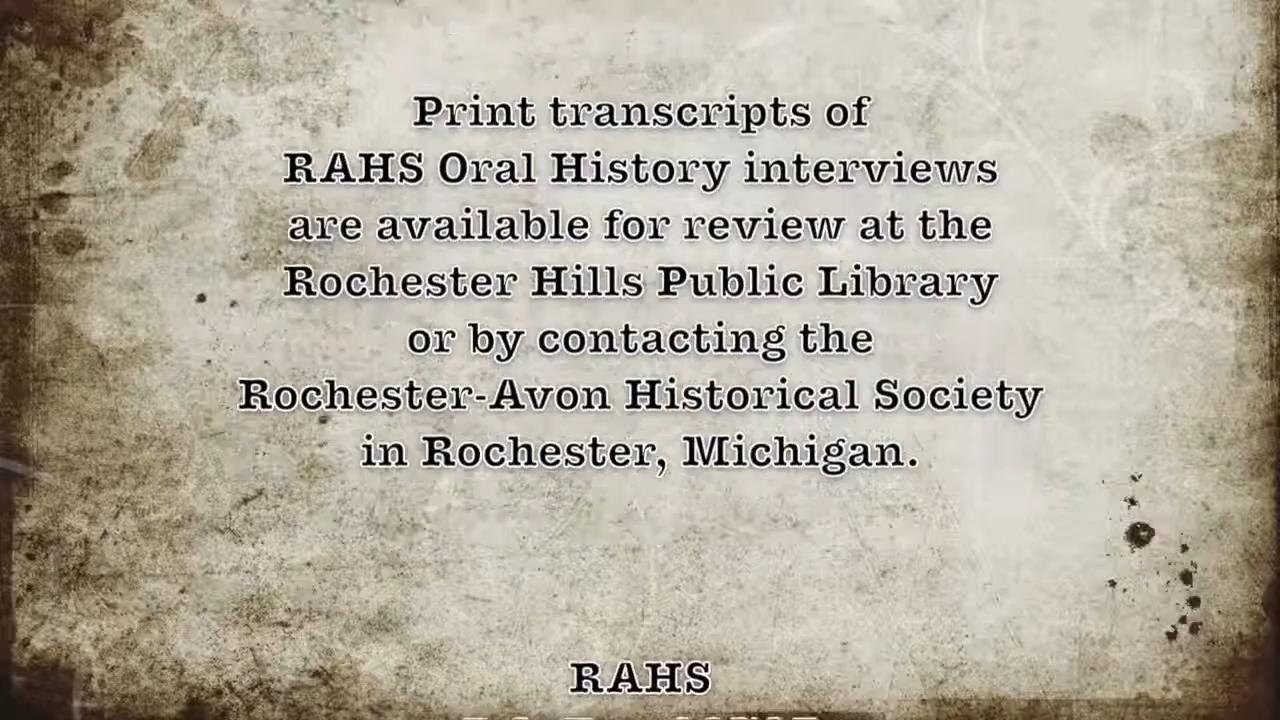 Print transcripts of
RAHS Oral History interviews
are available for review at the
Rochester Hills Public Library
or by contacting the
Rochester-Avon Historical Society
in Rochester, Michigan.
RAHS